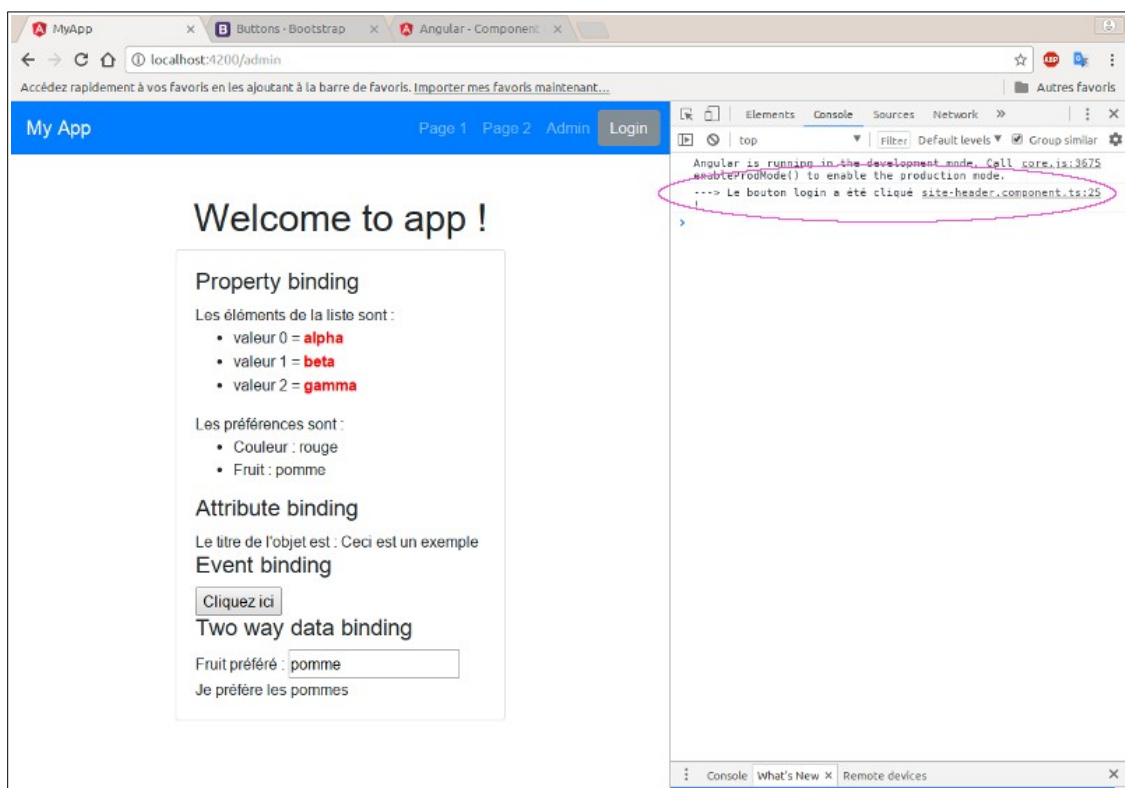 MyApp
Buttons · Bootstrap
Angular - Component
localhost:4200/admin
ABP
Accédez rapidement à vos favoris en les ajoutant à la barre de favoris. Importer mes favoris maintenant...
Autres favoris
My App
Page 1 Page 2 Admin Login
Welcome to app !
Property binding
Les éléments de la liste sont :
• valeur 0 = alpha
• valeur 1 = beta
• valeur 2 = gamma
Les préférences sont :
• Couleur : rouge
• Fruit : pomme
Attribute binding
Le titre de l'objet est : Ceci est un exemple
Event binding
Cliquez ici
Two way data binding
Fruit préféré : pomme
Je préfère les pommes
Elements Console Sources Network »
top Filter Default levels Group similar
Angular is running in the development mode. Call core.js:3675
enableProdMode() to enable the production mode.
---> Le bouton login a été cliqué site-header.component.ts:25
!
Console What's New × Remote devices